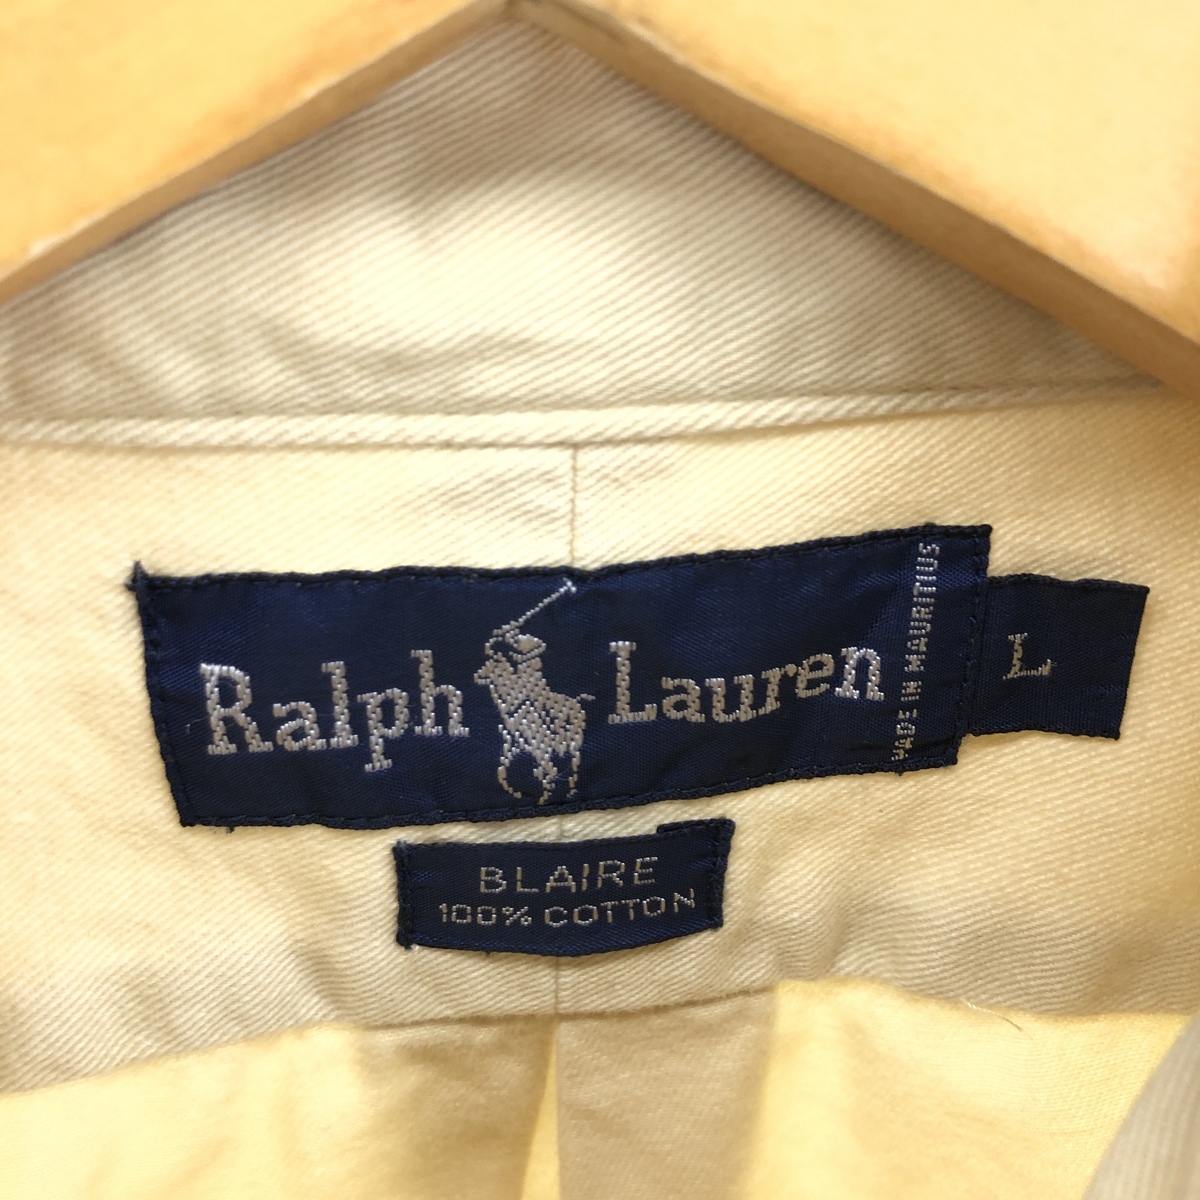 Ralph Lauren
MADE IN MAURITIUS
L
BLAIRE
100% COTTON